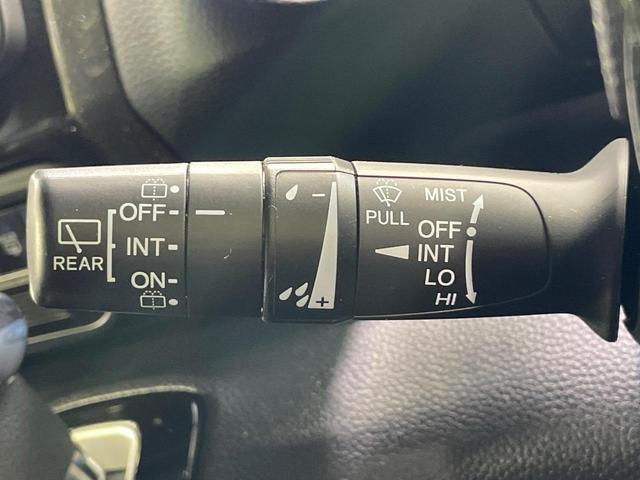 REAR
OFF
INT
ON
−
+
PULL
MIST
OFF
INT
LO
HI